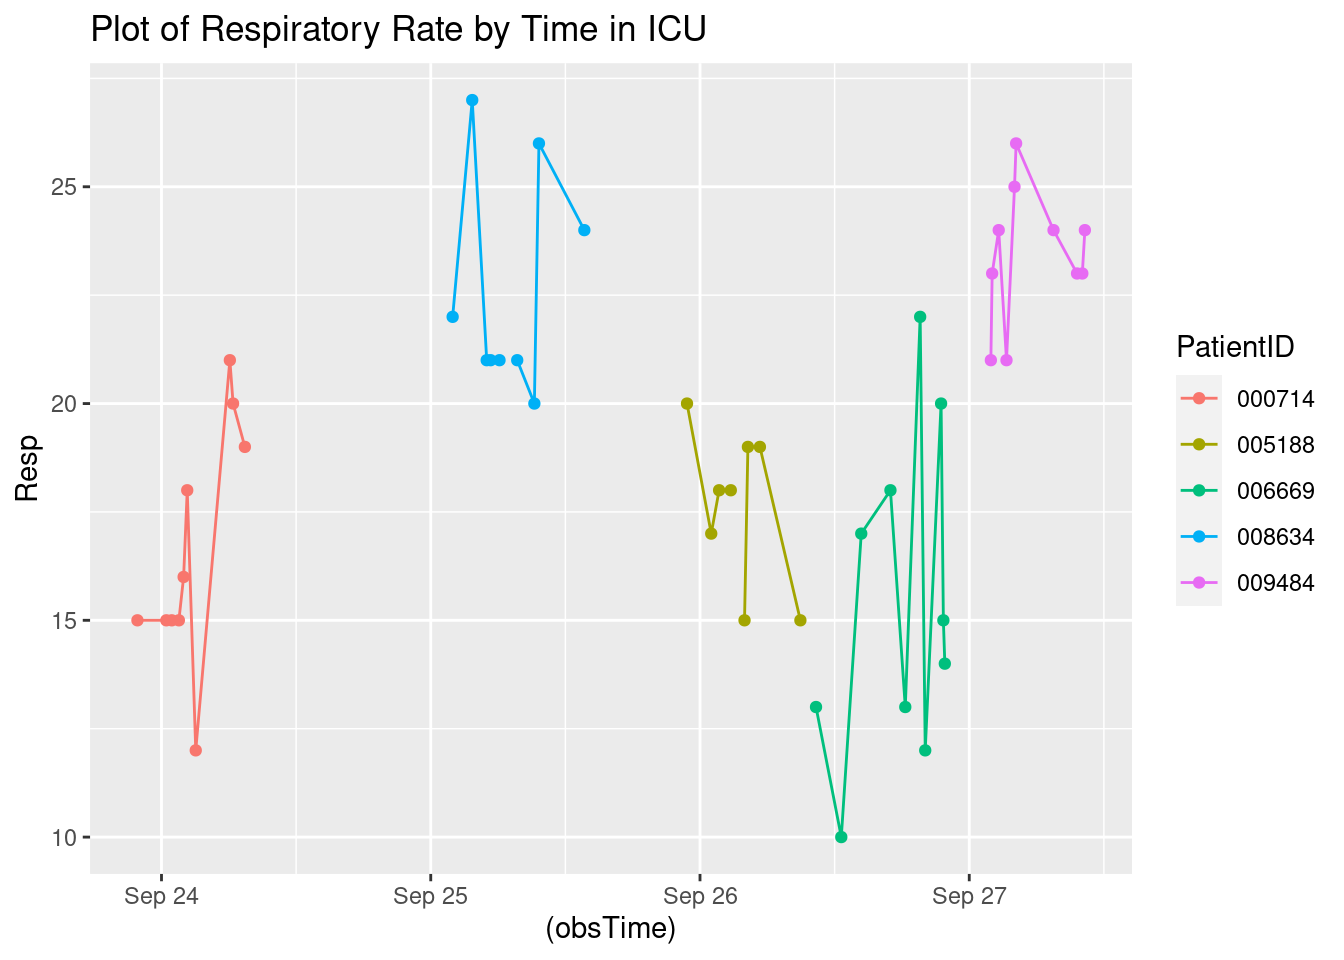 Plot of Respiratory Rate by Time in ICU
25
20
15
10
Resp
Sep 24
Sep 25
Sep 26
Sep 27
(obsTime)
PatientID
000714
005188
006669
008634
009484